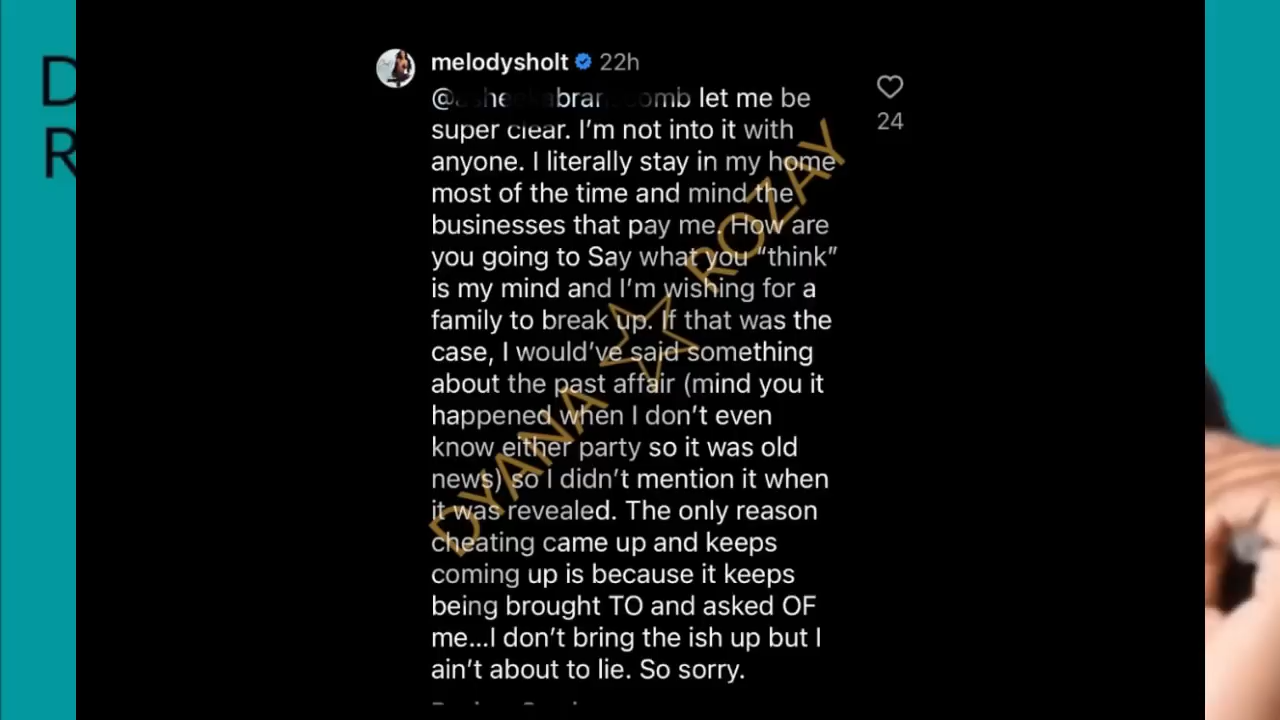 D
R
melodysholt 22h
let me be
super clear. I'm not into it with
anyone. I literally stay in my home
most of the time and mind the
businesses that pay me. How are
you going to Say what you “think”
is my mind and I'm wishing for a
family to break up. If that was the
case, I would've said something
about the past affair (mind you it
happened when I don't even
know either party so it was old
news) so I didn't mention it when
it was revealed. The only reason
cheating came up and keeps
coming up is because it keeps
being brought TO and asked OF
me...I don't bring the ish up but I
ain't about to lie. So sorry.
24
DYANA ROZAY